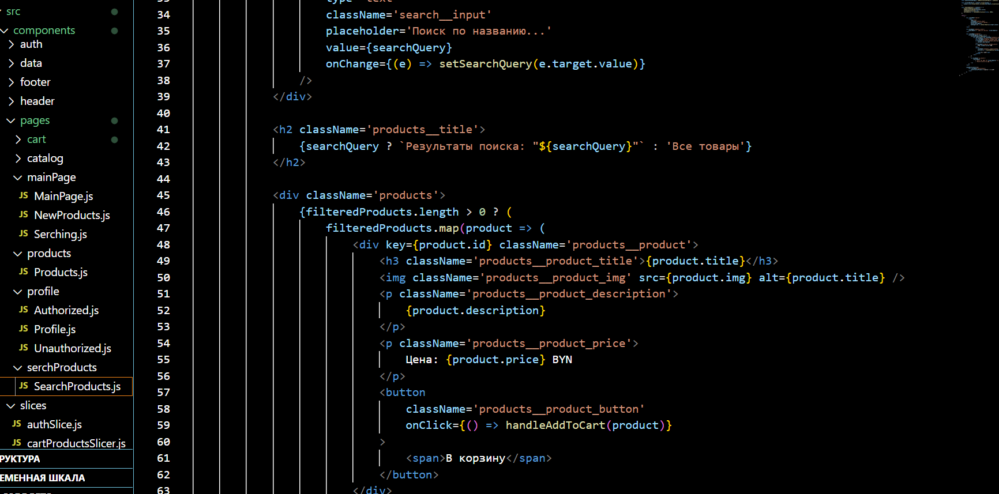 src
components
auth
data
footer
header
pages
cart
catalog
mainPage
JS MainPage.js
JS NewProducts.js
JS Serching.js
products
JS Products.js
profile
JS Authorized.js
JS Profile.js
JS Unauthorized.js
serchProducts
JS SearchProducts.js
slices
JS authSlice.js
JS cartProductsSlicer.js
РУКТУРА
ЕМЕННАЯ ШКАЛА
34 className='search__input'
35 placeholder='Поиск по названию...'
36 value={searchQuery}
37 onChange={(e) => setSearchQuery(e.target.value)}
38 />
39 </div>
40
41 <h2 className='products__title'>
42 {searchQuery ? `Результаты поиска: "${searchQuery}"` : 'Все товары'}
43 </h2>
44
45 <div className='products'>
46 {filteredProducts.length > 0 ? (
47 filteredProducts.map(product => (
48 <div key={product.id} className='products__product'>
49 <h3 className='products__product_title'>{product.title}</h3>
50 <img className='products__product_img' src={product.img} alt={product.title} />
51 <p className='products__product_description'>
52 {product.description}
53 </p>
54 <p className='products__product_price'>
55 Цена: {product.price} BYN
56 </p>
57 <button
58 className='products__product_button'
59 onClick={() => handleAddToCart(product)}
60 >
61 <span>В корзину</span>
62 </button>
63 </div>